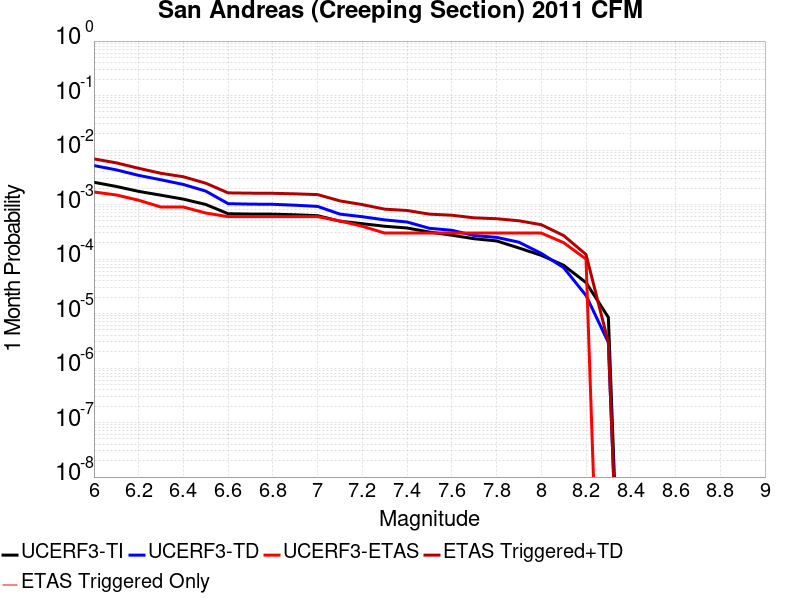 San Andreas (Creeping Section) 2011 CFM
10^0
10^-1
10^-2
10^-3
10^-4
10^-5
10^-6
10^-7
10^-8
1 Month Probability
6 6.2 6.4 6.6 6.8 7 7.2 7.4 7.6 7.8 8 8.2 8.4 8.6 8.8 9
Magnitude
UCERF3-TI UCERF3-TD UCERF3-ETAS ETAS Triggered+TD
ETAS Triggered Only